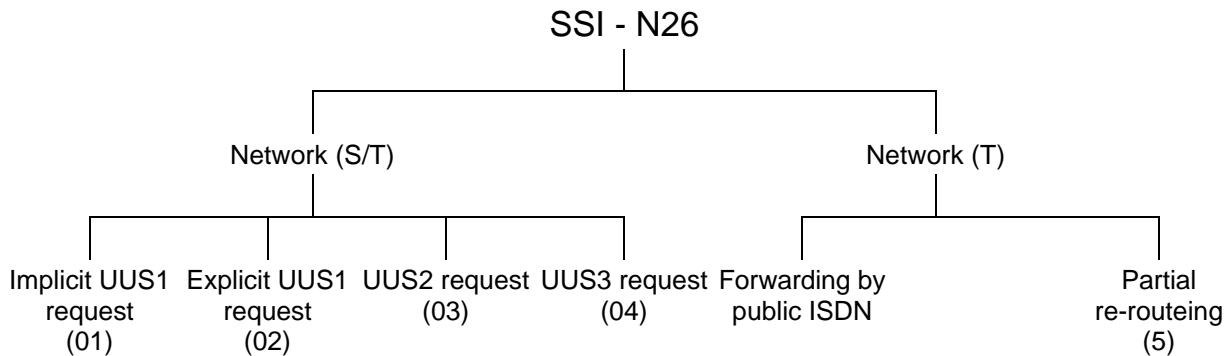 SSI - N26
Network (S/T)
Network (T)
Implicit UUS1
request
(01)
Explicit UUS1
request
(02)
UUS2 request
(03)
UUS3 request
(04)
Forwarding by
public ISDN
Partial
re-routeing
(5)